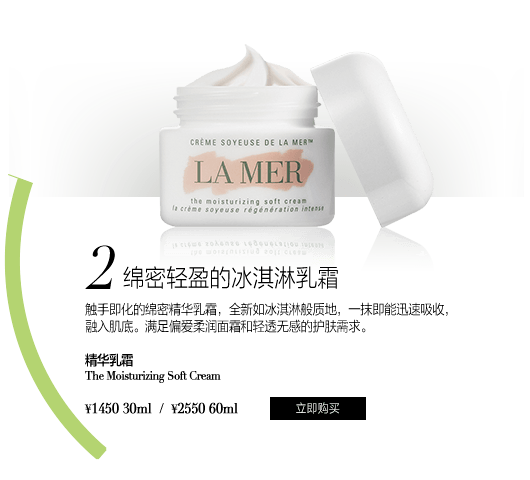 CRÈME SOYEUSE DE LA MER™
LA MER
the moisturizing soft cream
la crème soyeuse régénération intense
2 绵密轻盈的冰淇淋乳霜
触手即化的绵密精华乳霜，全新如冰淇淋般质地，一抹即能迅速吸收，
融入肌底。满足偏爱柔润面霜和轻透无感的护肤需求。
精华乳霜
The Moisturizing Soft Cream
¥1450 30ml / ¥2550 60ml
立即购买